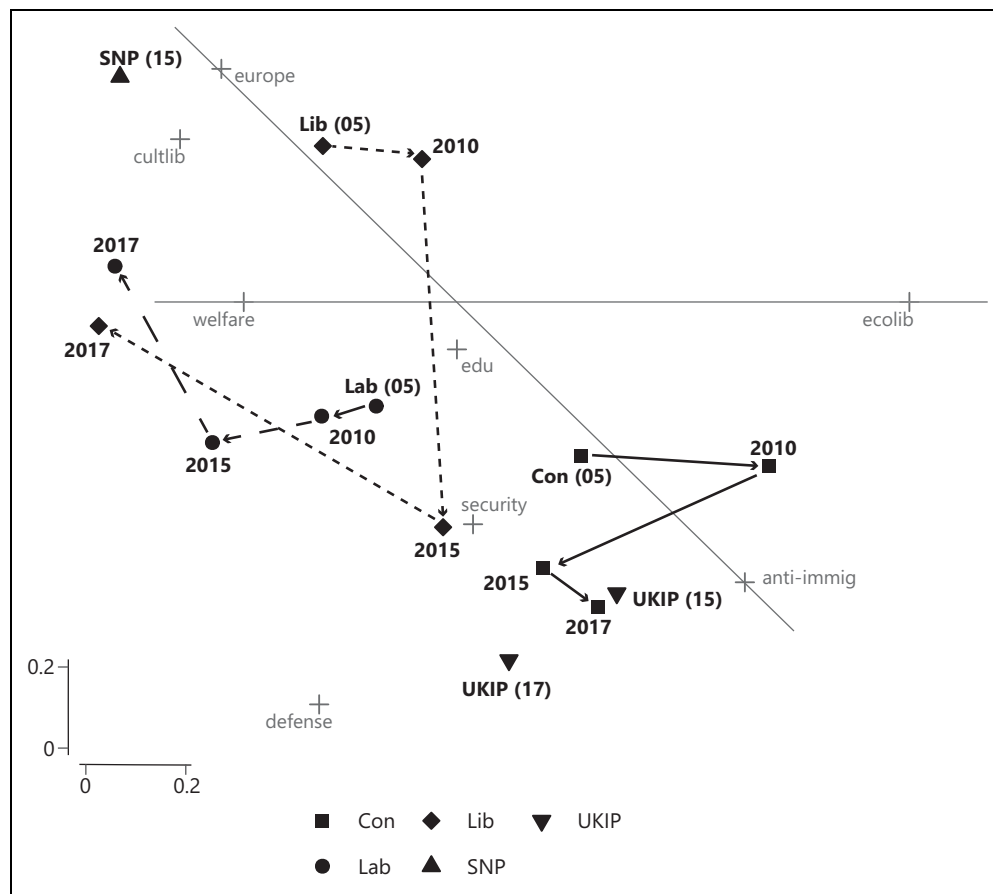 SNP (15)
europe
Lib (05)
2010
cultlib
2017
welfare
ecolib
2017
edu
Lab (05)
2010
2015
2010
Con (05)
security
2015
2015
anti-immig
UKIP (15)
2017
0.2
UKIP (17)
defense
0
0 0.2
Con Lib UKIP
Lab SNP